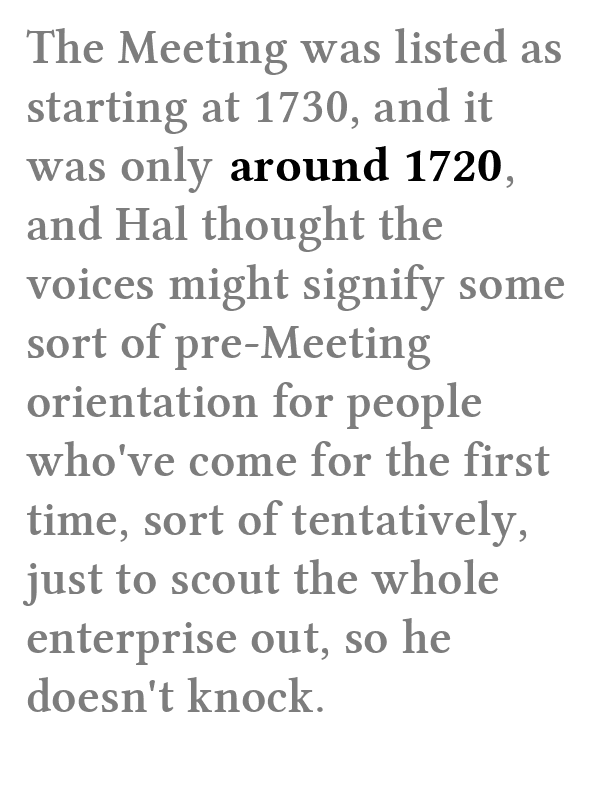 The Meeting was listed as
starting at 1730, and it
was only around 1720,
and Hal thought the
voices might signify some
sort of pre-Meeting
orientation for people
who've come for the first
time, sort of tentatively,
just to scout the whole
enterprise out, so he
doesn't knock.